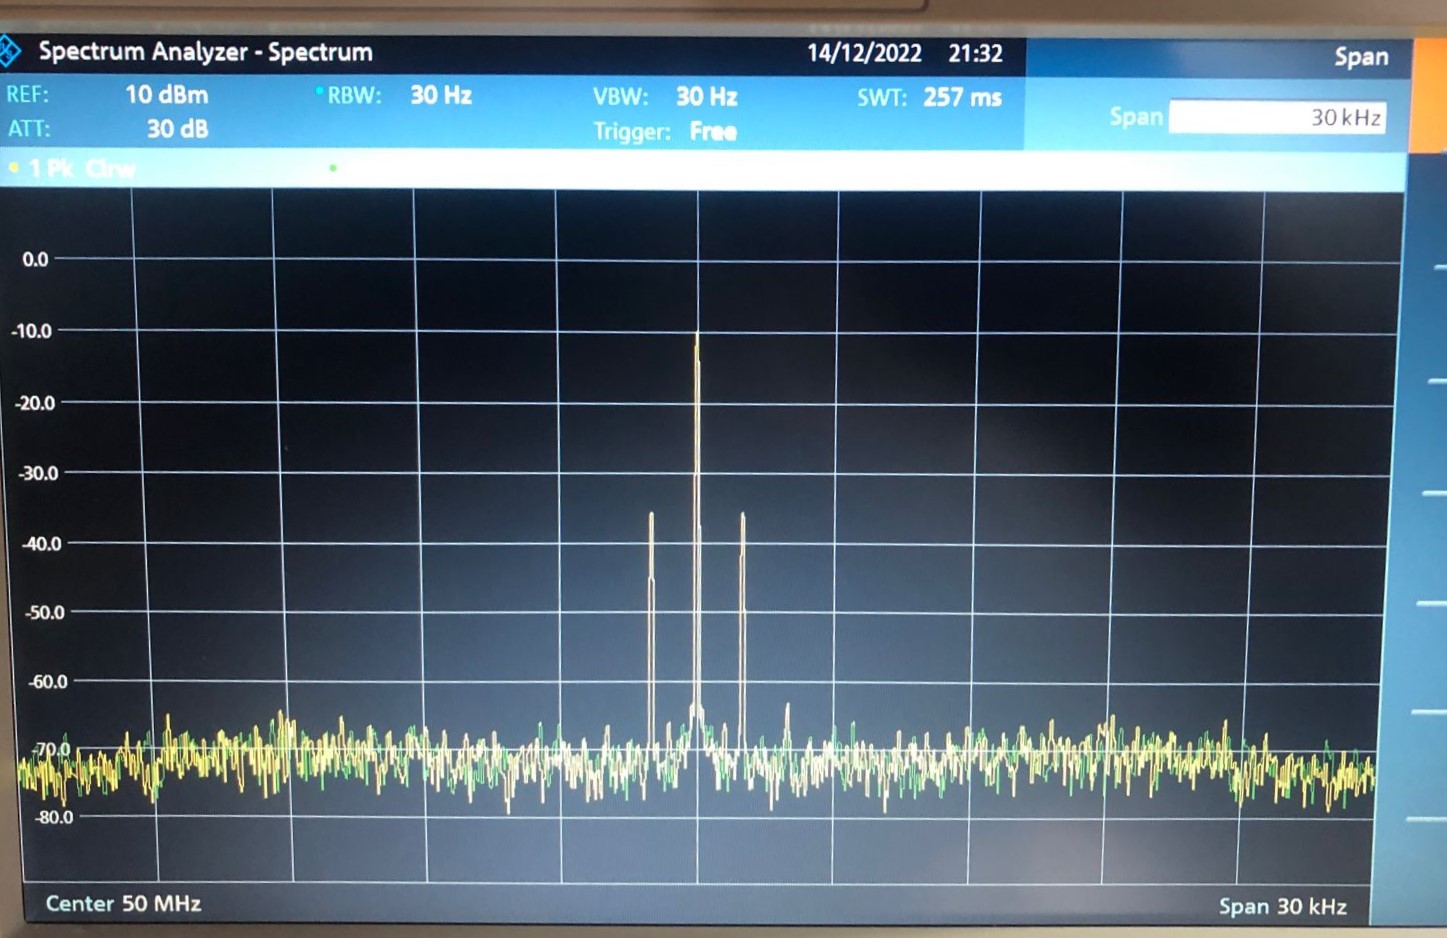 Spectrum Analyzer - Spectrum 14/12/2022 21:32 Span
REF: 10 dBm RBW: 30 Hz VBW: 30 Hz SWT: 257 ms Span 30 kHz
ATT: 30 dB Trigger: Free
1 Pk Clrw
0.0
-10.0
-20.0
-30.0
-40.0
-50.0
-60.0
-70.0
-80.0
Center 50 MHz Span 30 kHz